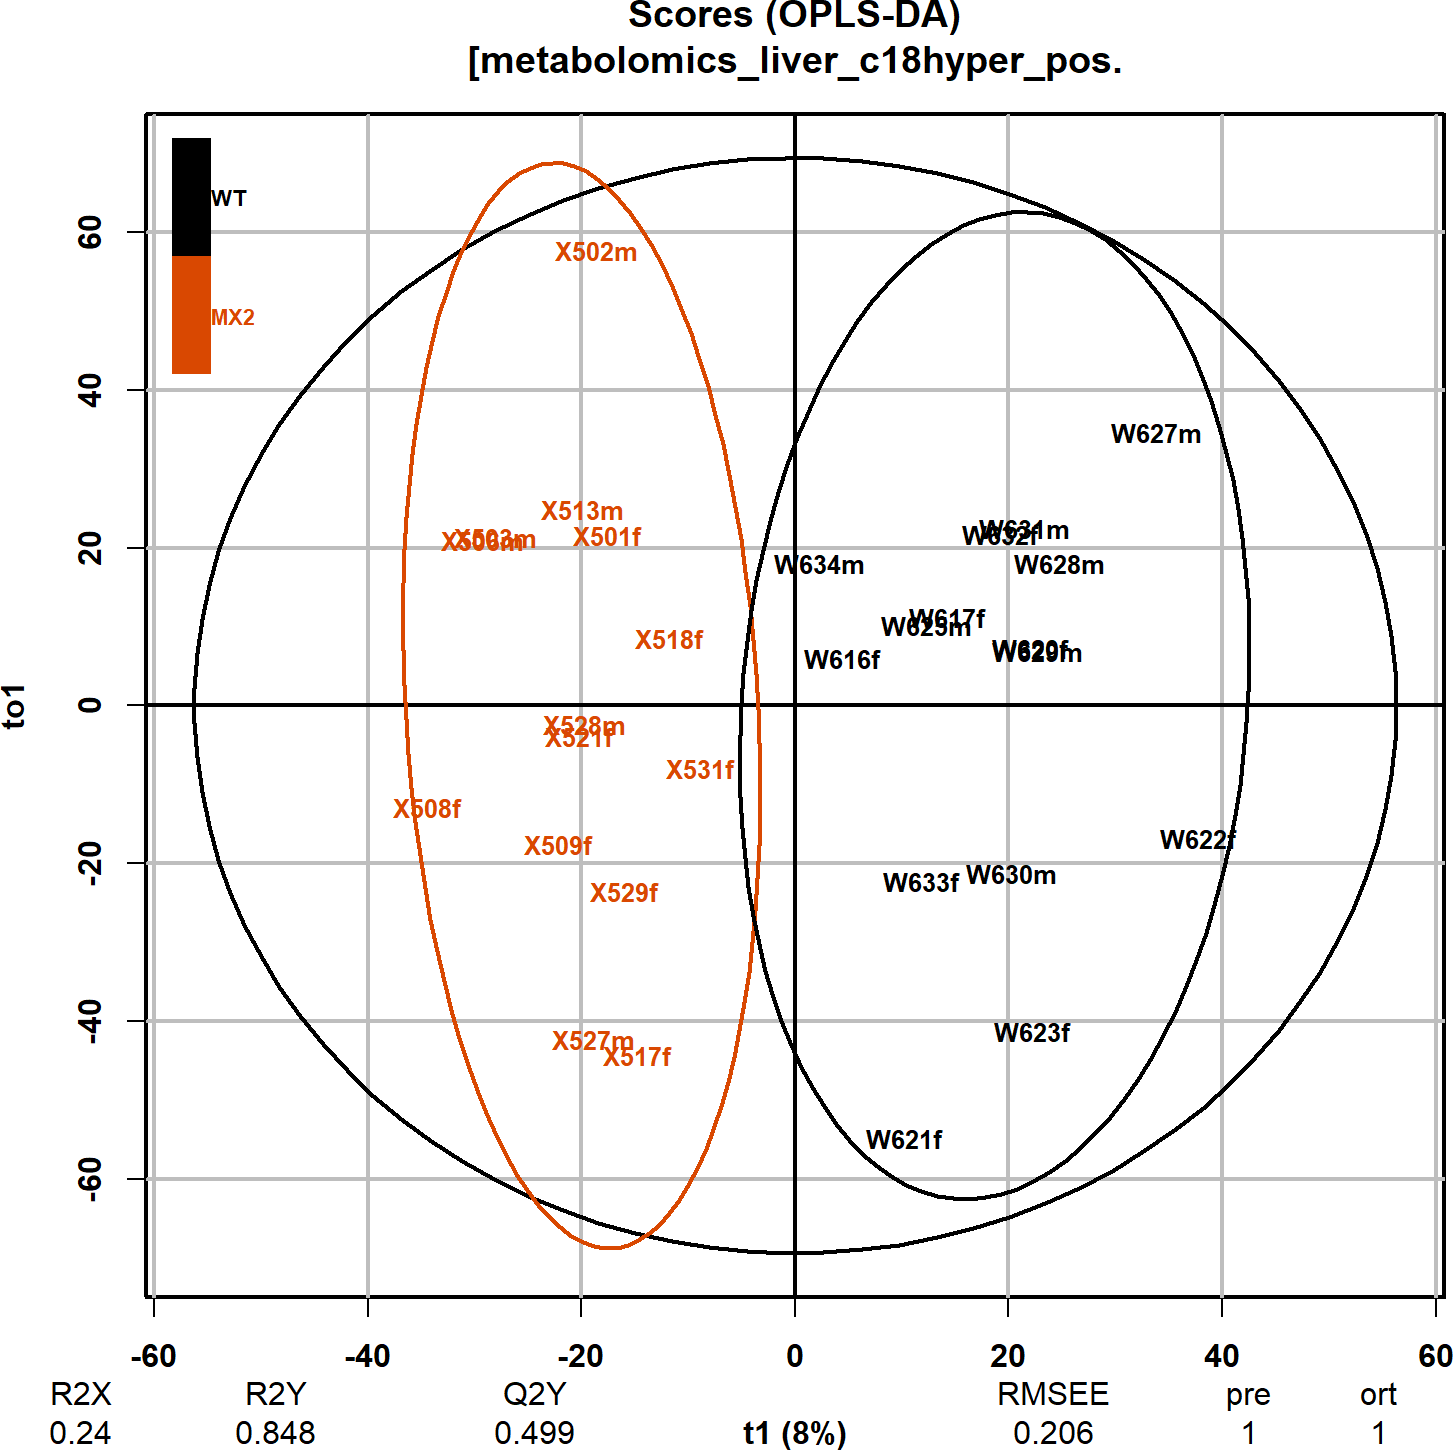 Scores (OPLS-DA)
[metabolomics_liver_c18hyper_pos.
WT
MX2
60
40
20
0
-20
-40
-60
to1
X502m
W627m
X513m
X501f
X503m
W631m
W632f
W634m
W628m
W617f
W625m
X518f
W616f
W629m
X528m
X521f
X531f
X508f
W622f
X509f
W633f
W630m
X529f
W623f
X527m
X517f
W621f
-60 -40 -20 0 20 40 60
R2X R2Y Q2Y RMSEE pre ort
0.24 0.848 0.499 t1 (8%) 0.206 1 1